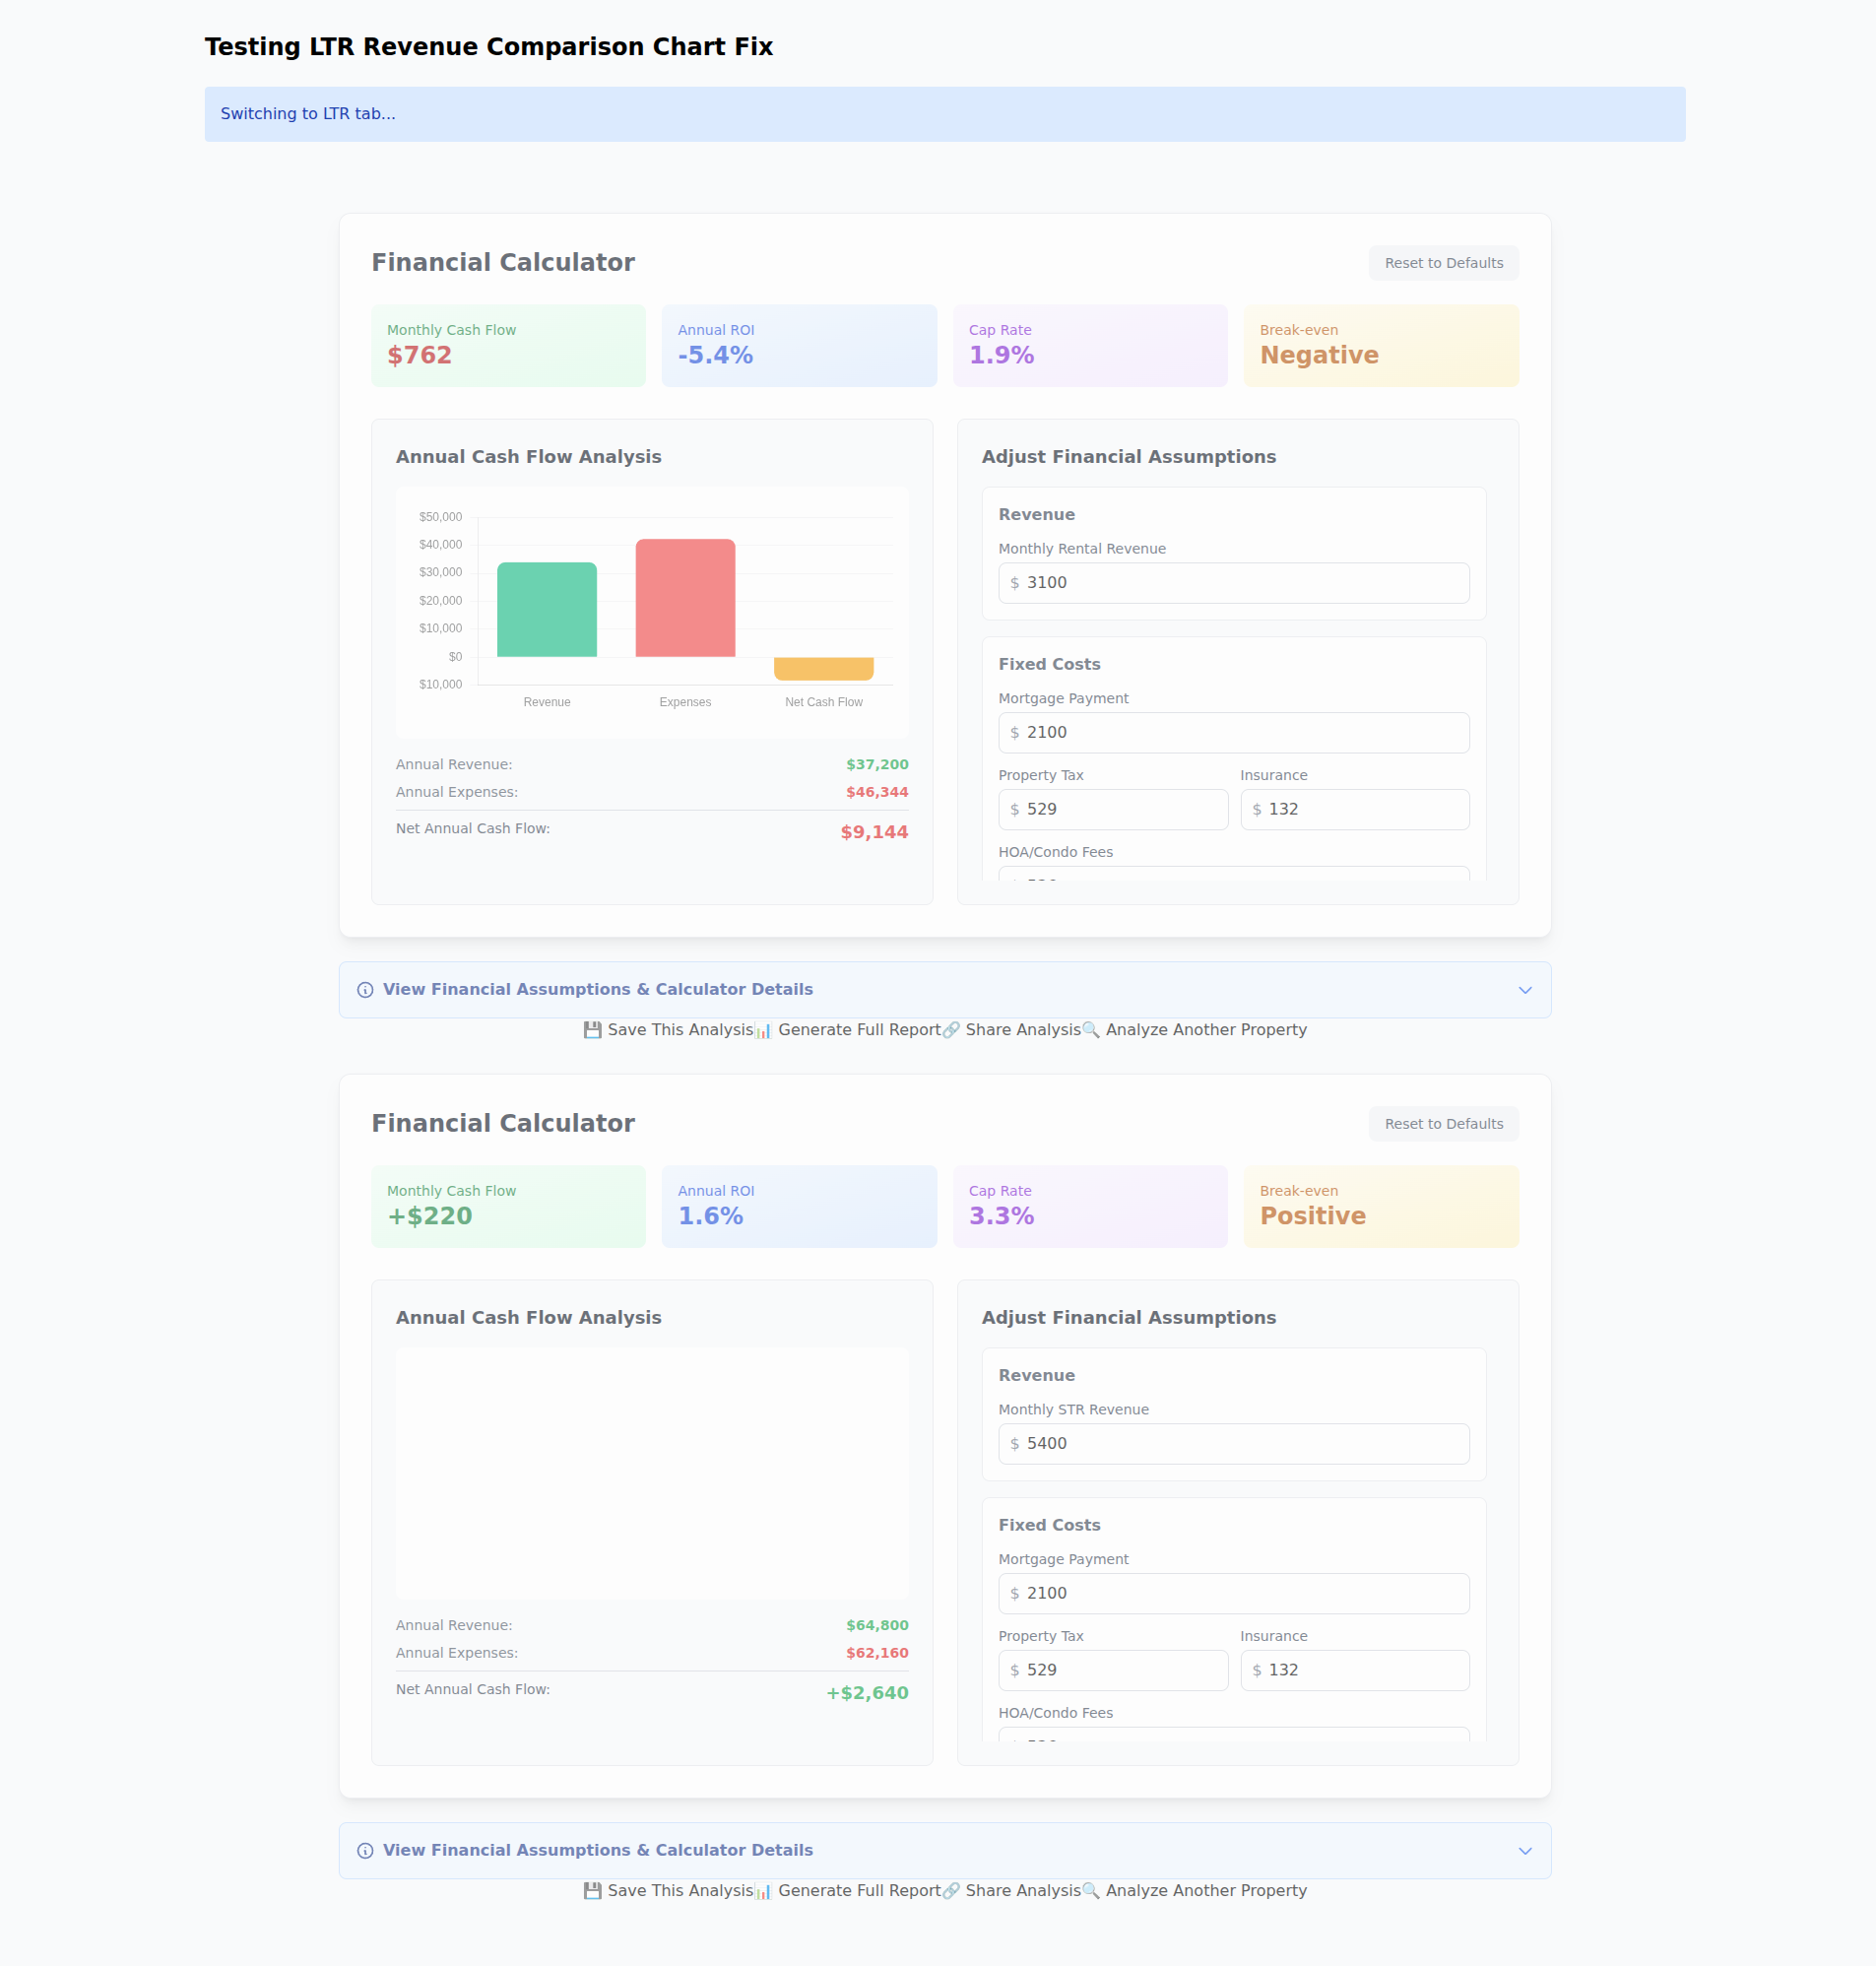 Testing LTR Revenue Comparison Chart Fix
Switching to LTR tab...
Financial Calculator
Reset to Defaults
Monthly Cash Flow
$762
Annual ROI
-5.4%
Cap Rate
1.9%
Break-even
Negative
Annual Cash Flow Analysis
$50,000
$40,000
$30,000
$20,000
$10,000
$0
$10,000
Revenue
Expenses
Net Cash Flow
Annual Revenue:
$37,200
Annual Expenses:
$46,344
Net Annual Cash Flow:
$9,144
Adjust Financial Assumptions
Revenue
Monthly Rental Revenue
$ 3100
Fixed Costs
Mortgage Payment
$ 2100
Property Tax
$ 529
Insurance
$ 132
HOA/Condo Fees
View Financial Assumptions & Calculator Details
💾 Save This Analysis📊 Generate Full Report🔗 Share Analysis🔍 Analyze Another Property
Financial Calculator
Reset to Defaults
Monthly Cash Flow
+$220
Annual ROI
1.6%
Cap Rate
3.3%
Break-even
Positive
Annual Cash Flow Analysis
Annual Revenue:
$64,800
Annual Expenses:
$62,160
Net Annual Cash Flow:
+$2,640
Adjust Financial Assumptions
Revenue
Monthly STR Revenue
$ 5400
Fixed Costs
Mortgage Payment
$ 2100
Property Tax
$ 529
Insurance
$ 132
HOA/Condo Fees
View Financial Assumptions & Calculator Details
💾 Save This Analysis📊 Generate Full Report🔗 Share Analysis🔍 Analyze Another Property